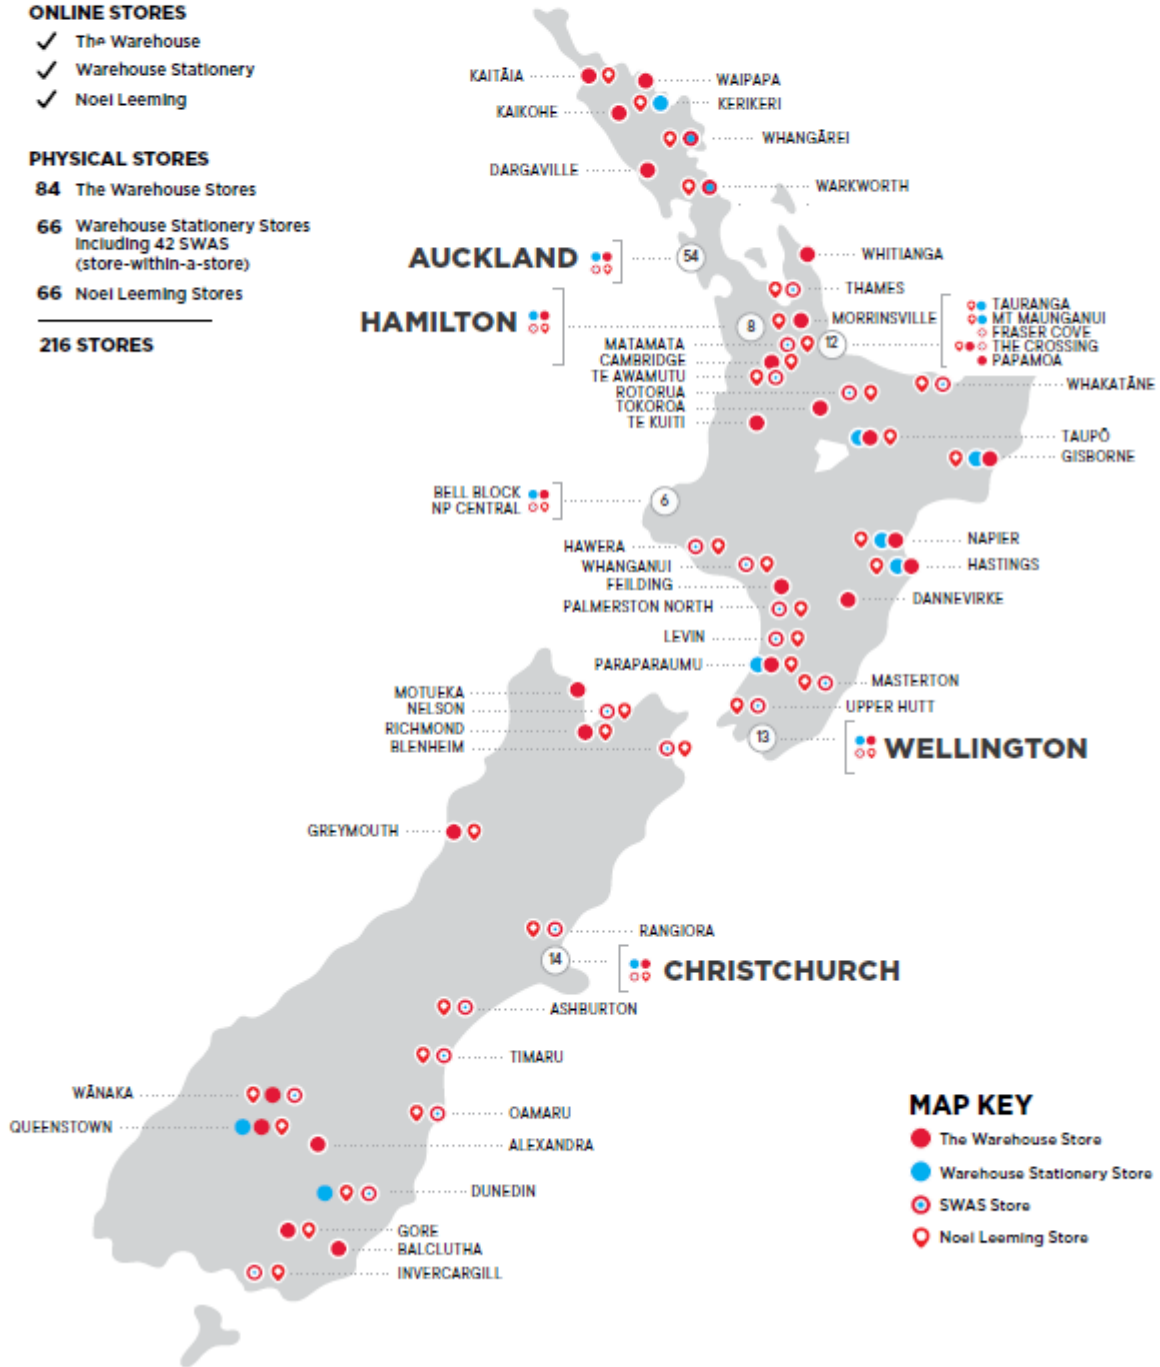 ONLINE STORES
The Warehouse
Warehouse Stationery
Noel Leeming
PHYSICAL STORES
84 The Warehouse Stores
66 Warehouse Stationery Stores
including 42 SWAS
(store-within-a-store)
66 Noel Leeming Stores
216 STORES
KAITĀIA
WAIPAPA
KERIKERI
KAIKOHE
WHANGĀREI
DARGAVILLE
WARKWORTH
AUCKLAND
54
WHITIANGA
THAMES
HAMILTON
8
MORRINSVILLE
12
TAURANGA
MT MAUNGANUI
FRASER COVE
THE CROSSING
PAPAMOA
MATAMATA
CAMBRIDGE
TE AWAMUTU
ROTORUA
TOKOROA
TE KUITI
WHAKATĀNE
TAUPŌ
GISBORNE
BELL BLOCK
NP CENTRAL
6
NAPIER
HASTINGS
HAWERA
WHANGANUI
FEILDING
DANNEVIRKE
PALMERSTON NORTH
LEVIN
PARAPARAUMU
MASTERTON
UPPER HUTT
13
WELLINGTON
MOTUEKA
NELSON
RICHMOND
BLENHEIM
GREYMOUTH
RANGIORA
14
CHRISTCHURCH
ASHBURTON
TIMARU
WĀNAKA
QUEENSTOWN
OAMARU
ALEXANDRA
DUNEDIN
GORE
BALCLUTHA
INVERCARGILL
MAP KEY
The Warehouse Store
Warehouse Stationery Store
SWAS Store
Noel Leeming Store